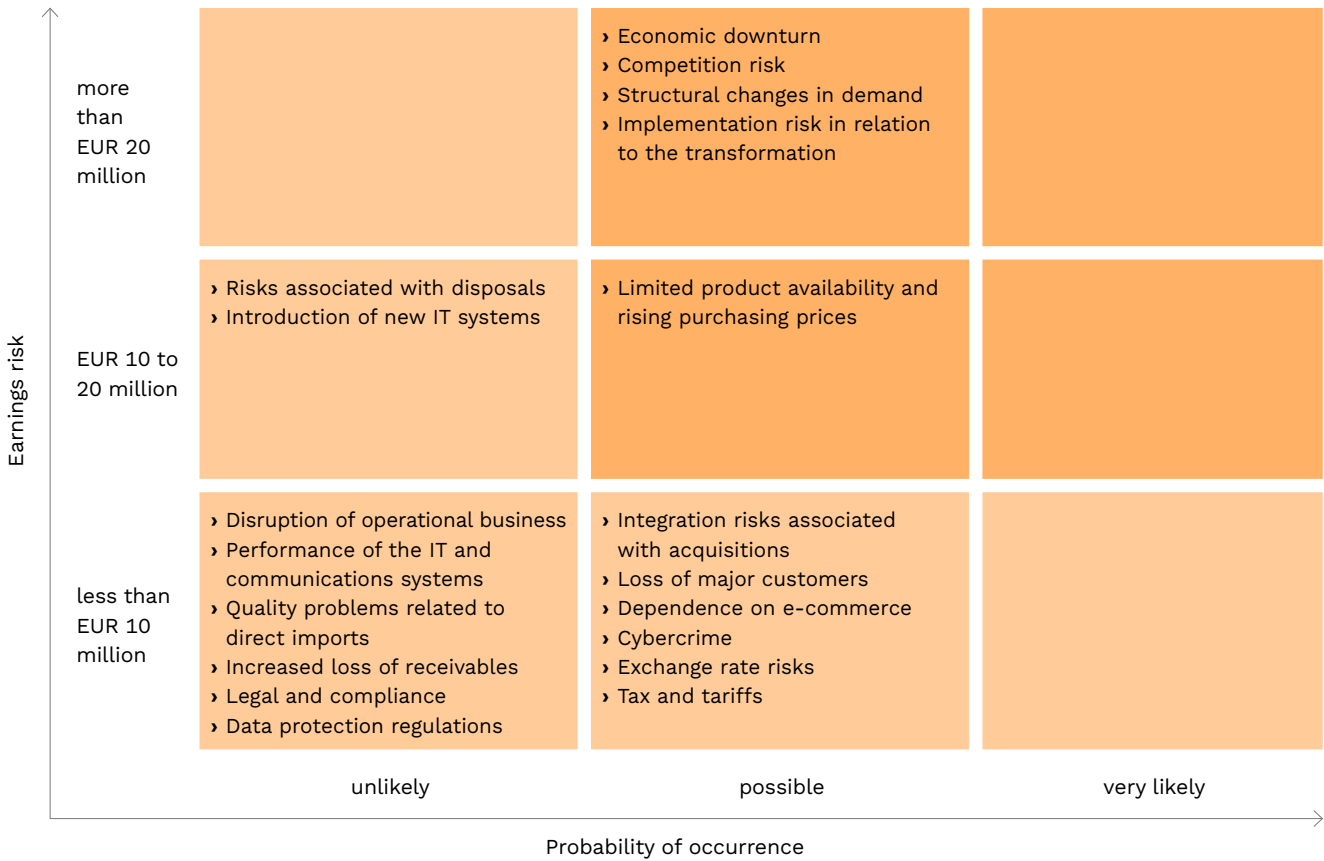 Earnings risk
more
than
EUR 20
million
› Economic downturn
› Competition risk
› Structural changes in demand
› Implementation risk in relation
to the transformation
EUR 10 to
20 million
› Risks associated with disposals
› Introduction of new IT systems
› Limited product availability and
rising purchasing prices
less than
EUR 10
million
› Disruption of operational business
› Performance of the IT and
communications systems
› Quality problems related to
direct imports
› Increased loss of receivables
› Legal and compliance
› Data protection regulations
› Integration risks associated
with acquisitions
› Loss of major customers
› Dependence on e-commerce
› Cybercrime
› Exchange rate risks
› Tax and tariffs
unlikely
possible
very likely
Probability of occurrence